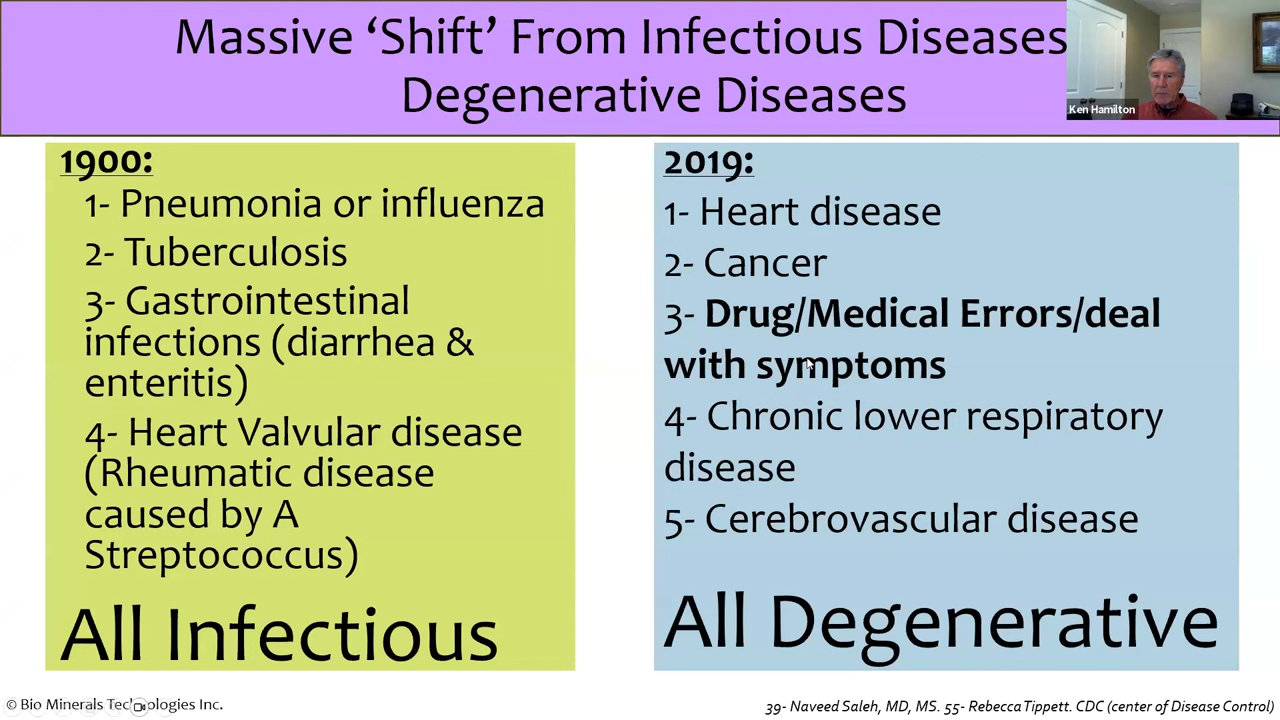 Massive ‘Shift’ From Infectious Diseases
Degenerative Diseases
Ken Hamilton
1900:
1- Pneumonia or influenza
2- Tuberculosis
3- Gastrointestinal
infections (diarrhea &
enteritis)
4- Heart Valvular disease
(Rheumatic disease
caused by A
Streptococcus)
All Infectious
2019:
1- Heart disease
2- Cancer
3- Drug/Medical Errors/deal
with symptoms
4- Chronic lower respiratory
disease
5- Cerebrovascular disease
All Degenerative
© Bio Minerals Technologies Inc.
39- Naveed Saleh, MD, MS. 55- Rebecca Tippett. CDC (center of Disease Control)